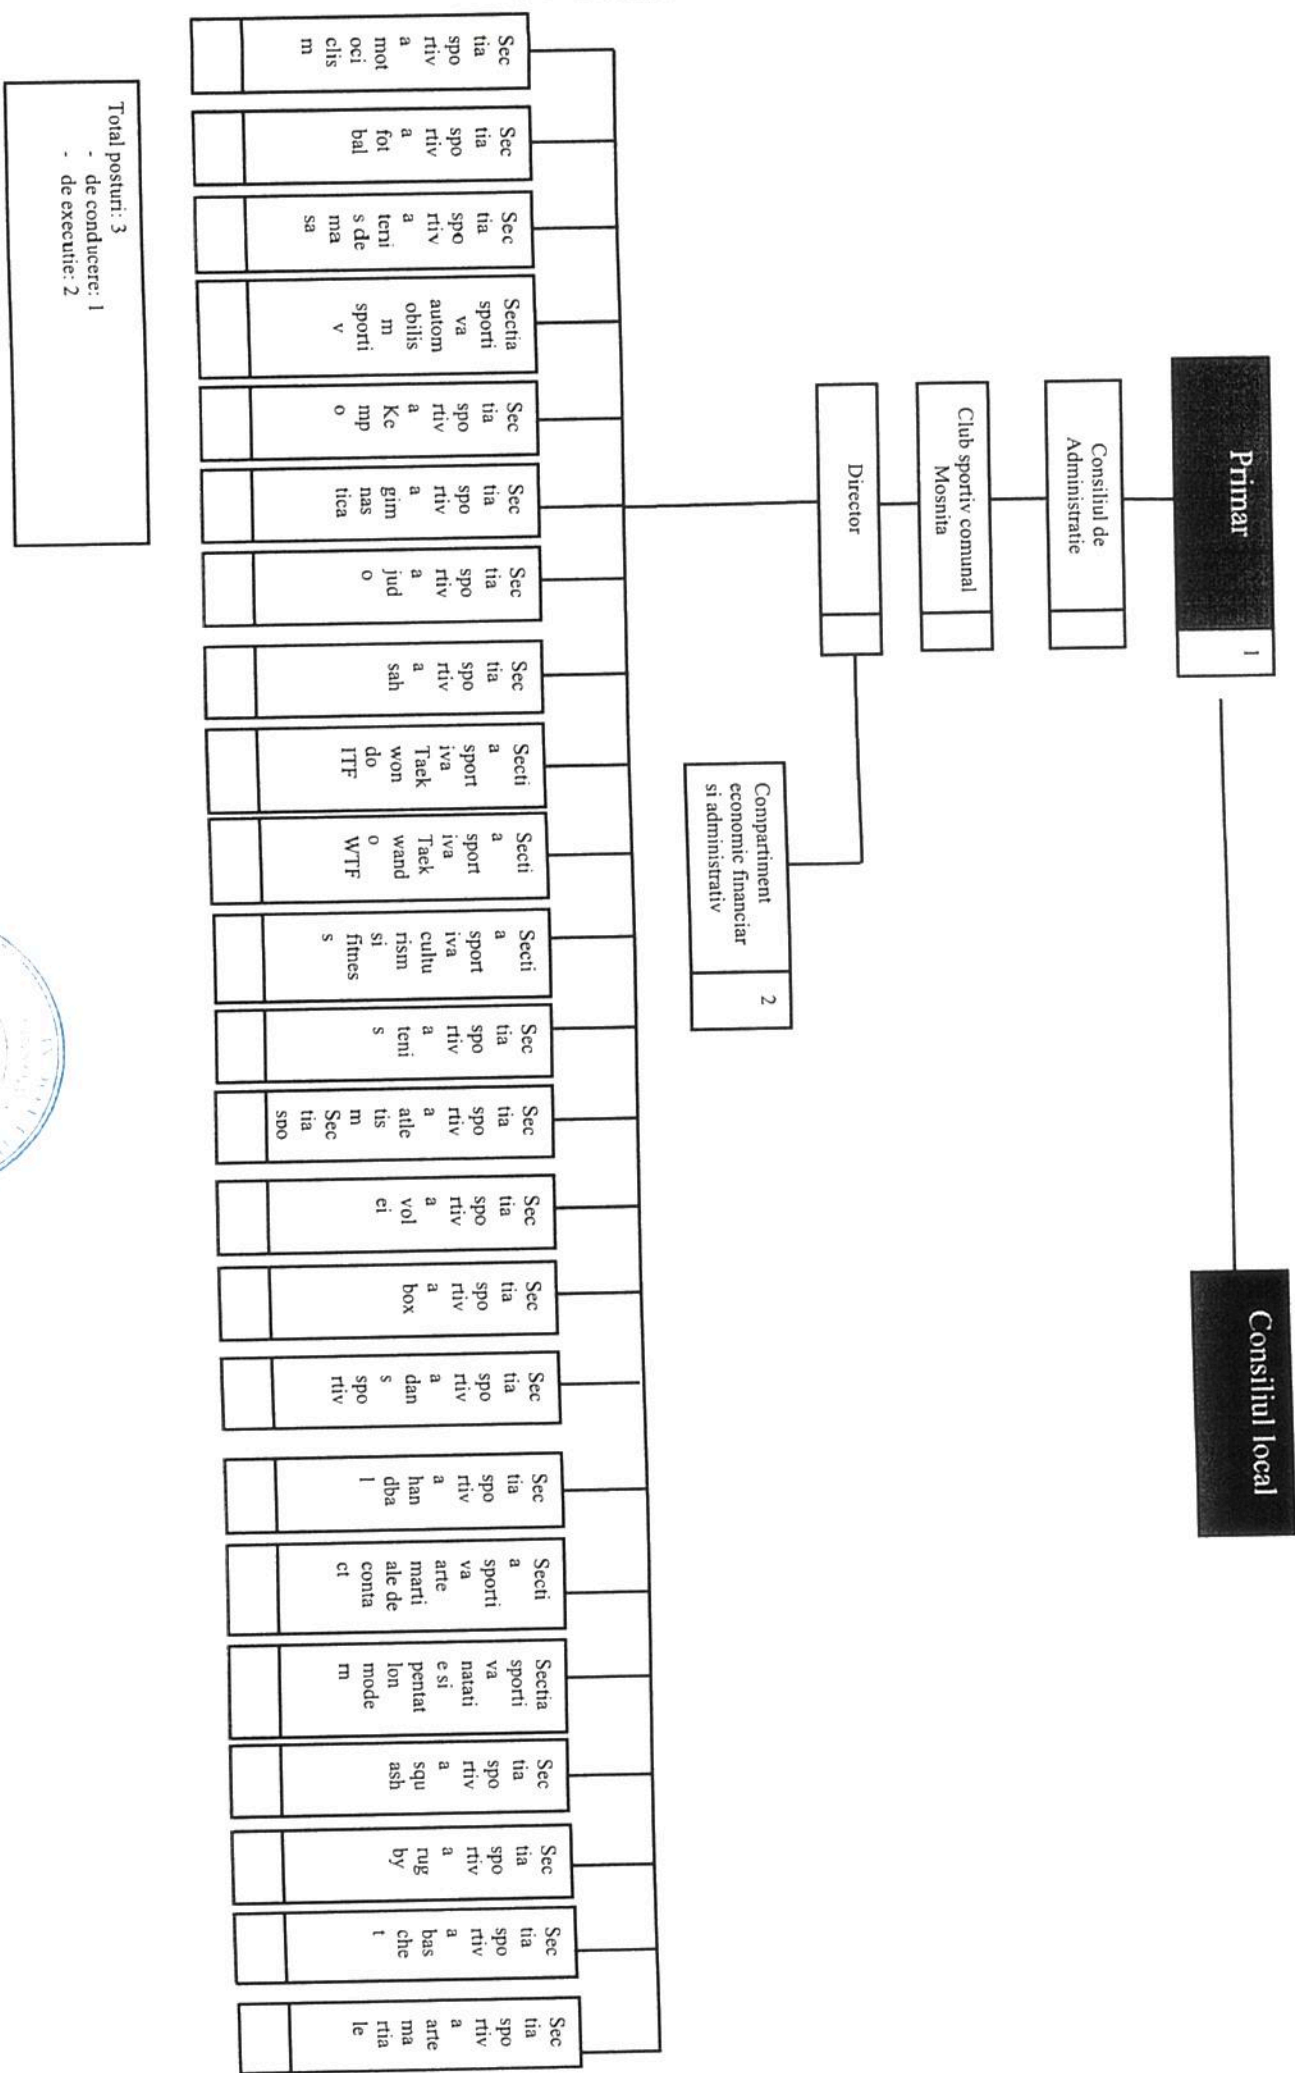 Primar
1
Consiliul local
Consiliul de
Administratie
Club sportiv comunal
Mosnita
Director
Compartiment
economic financiar
si administrativ
2
Sec
tia
spo
rtiv
a
mot
oci
clis
m
Sec
tia
spo
rtiv
a
fot
bal
Sec
tia
spo
rtiv
a
teni
s de
ma
sa
Sectia
sporti
va
autom
obilis
m
sporti
v
Sec
tia
spo
rtiv
a
Ke
mp
o
Sec
tia
spo
rtiv
a
gim
nas
tica
Sec
tia
spo
rtiv
a
jud
o
Sec
tia
spo
rtiv
a
sah
Secti
a
sport
iva
Taek
won
do
ITF
Secti
a
sport
iva
Taek
wand
o
WTF
Secti
a
sport
iva
cultu
rism
si
fitnes
s
Sec
tia
spo
rtiv
a
teni
s
Sec
tia
spo
rtiv
a
atle
tis
m
Sec
tia
spo
Sec
tia
spo
rtiv
a
vol
ei
Sec
tia
spo
rtiv
a
box
Sec
tia
spo
rtiv
a
dan
s
spo
rtiv
Sec
tia
spo
rtiv
a
han
dba
l
Secti
a
sporti
va
arte
marti
ale de
conta
ct
Sectia
sporti
va
natati
e si
pentat
lon
mode
rn
Sec
tia
spo
rtiv
a
squ
ash
Sec
tia
spo
rtiv
a
rug
by
Sec
tia
spo
rtiv
a
bas
che
t
Sec
tia
spo
rtiv
a
arte
ma
rtia
le
Total posturi: 3
- de conducere: 1
- de executie: 2